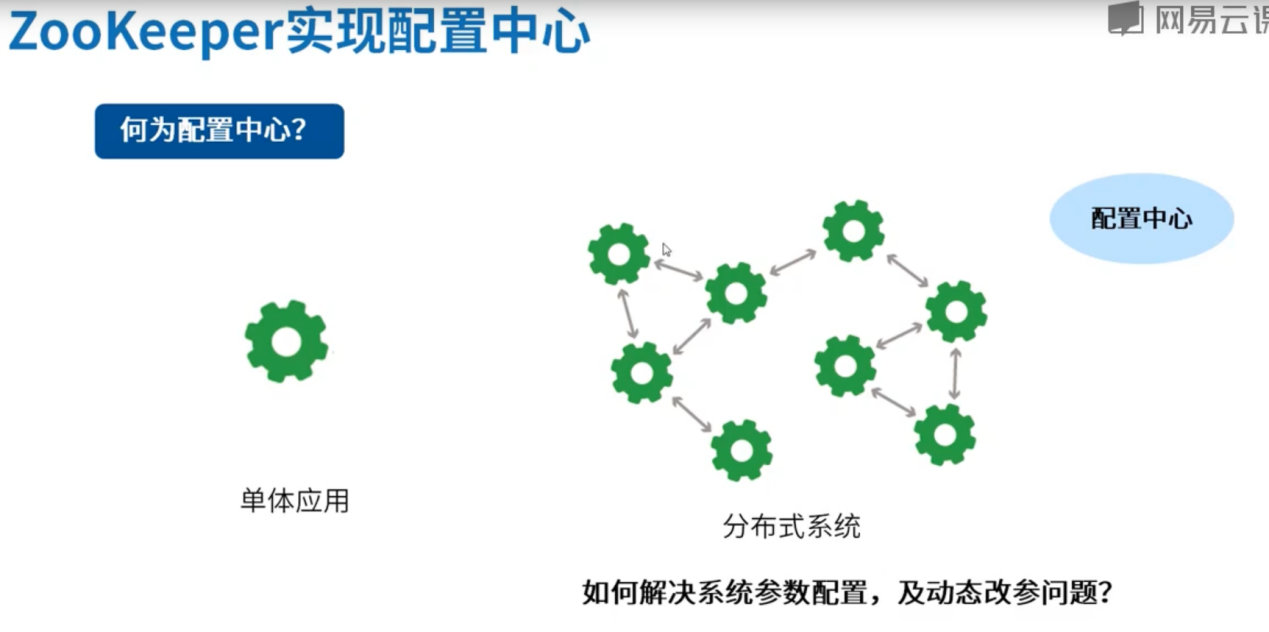 ZooKeeper实现配置中心
网易云课
何为配置中心?
配置中心
单体应用
分布式系统
如何解决系统参数配置，及动态改参问题?